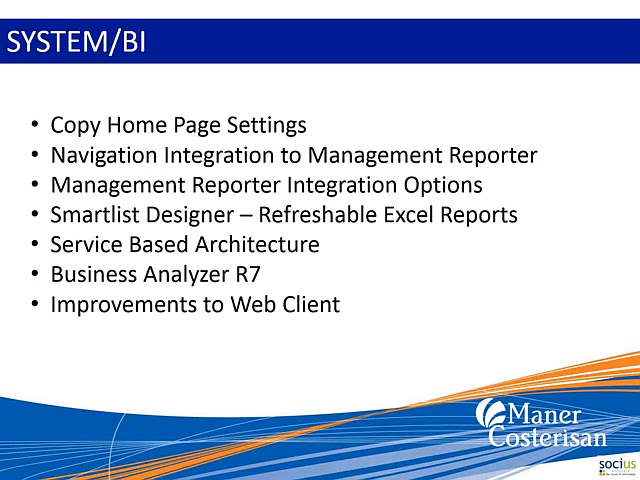 SYSTEM/BI
• Copy Home Page Settings
• Navigation Integration to Management Reporter
• Management Reporter Integration Options
• Smartlist Designer – Refreshable Excel Reports
• Service Based Architecture
• Business Analyzer R7
• Improvements to Web Client
Maner
Costerisan
socius